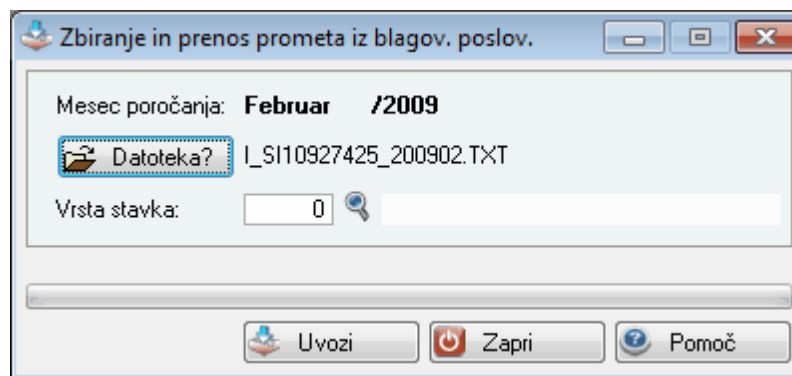 Zbiranje in prenos prometa iz blagov. poslov.
Mesec poročanja: Februar /2009
Datoteka? I_SI10927425_200902.TXT
Vrsta stavka: 0
Uvozi Zapri Pomoč